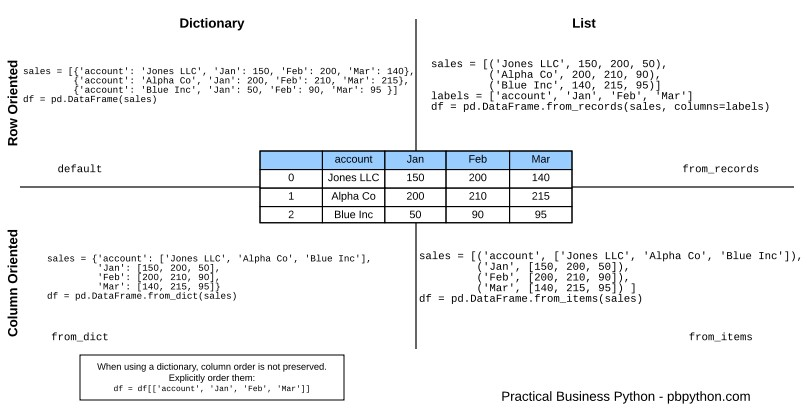 Dictionary
List
Row Oriented
sales = [{'account': 'Jones LLC', 'Jan': 150, 'Feb': 200, 'Mar': 140},
{'account': 'Alpha Co', 'Jan': 200, 'Feb': 210, 'Mar': 215},
{'account': 'Blue Inc', 'Jan': 50, 'Feb': 90, 'Mar': 95 }]
df = pd.DataFrame(sales)
default
sales = [('Jones LLC', 150, 200, 50),
('Alpha Co', 200, 210, 90),
('Blue Inc', 140, 215, 95)]
labels = ['account', 'Jan', 'Feb', 'Mar']
df = pd.DataFrame.from_records(sales, columns=labels)
from_records
account Jan Feb Mar
0 Jones LLC 150 200 140
1 Alpha Co 200 210 215
2 Blue Inc 50 90 95
Column Oriented
sales = {'account': ['Jones LLC', 'Alpha Co', 'Blue Inc'],
'Jan': [150, 200, 50],
'Feb': [200, 210, 90],
'Mar': [140, 215, 95]}
df = pd.DataFrame.from_dict(sales)
from_dict
sales = [('account', ['Jones LLC', 'Alpha Co', 'Blue Inc']),
('Jan', [150, 200, 50]),
('Feb', [200, 210, 90]),
('Mar', [140, 215, 95]) ]
df = pd.DataFrame.from_items(sales)
from_items
When using a dictionary, column order is not preserved.
Explicitly order them:
df = df[['account', 'Jan', 'Feb', 'Mar']]
Practical Business Python - pbpython.com